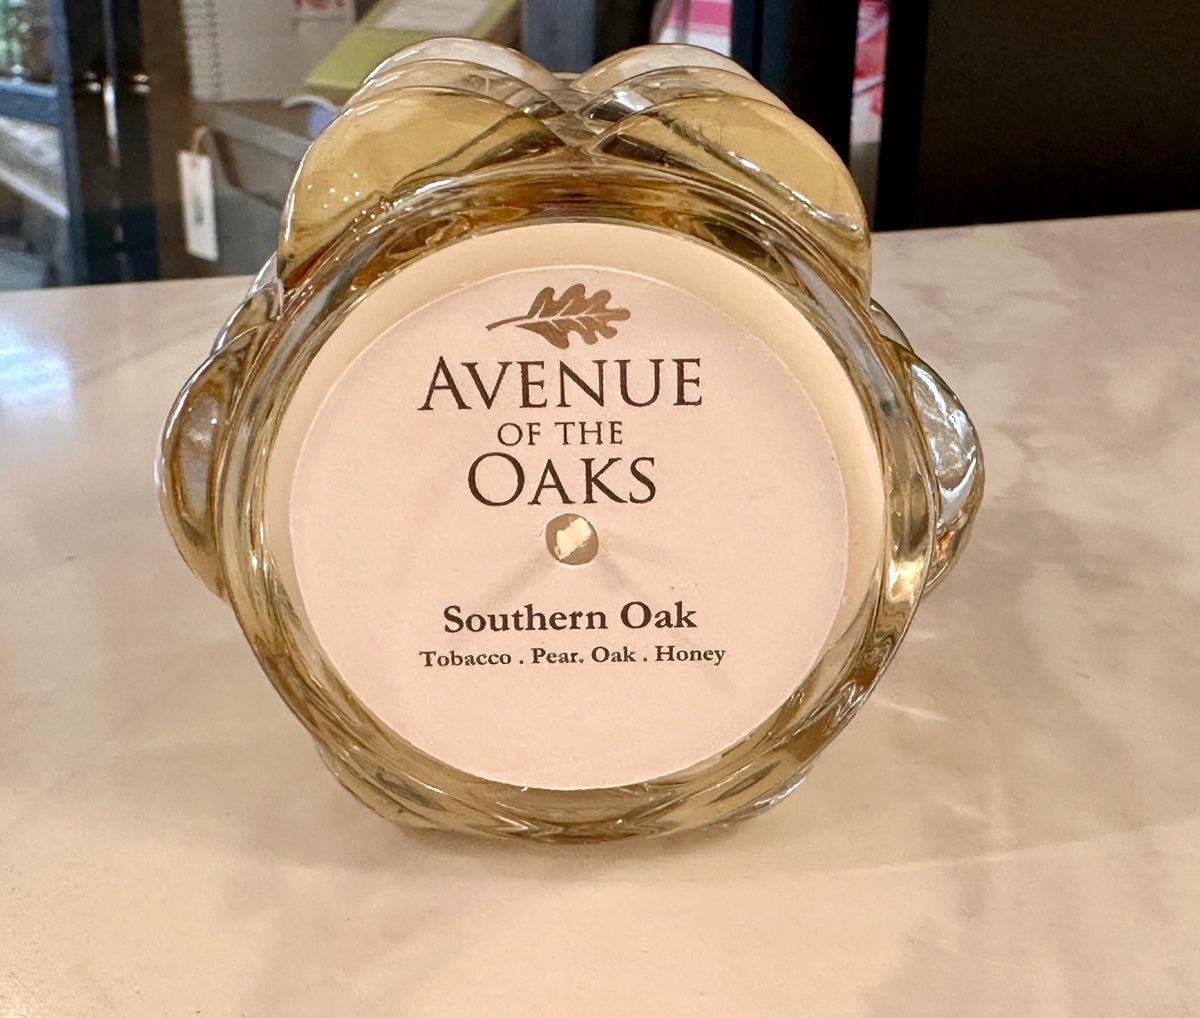 AVENUE
OF THE
OAKS
Southern Oak
Tobacco . Pear. Oak . Honey